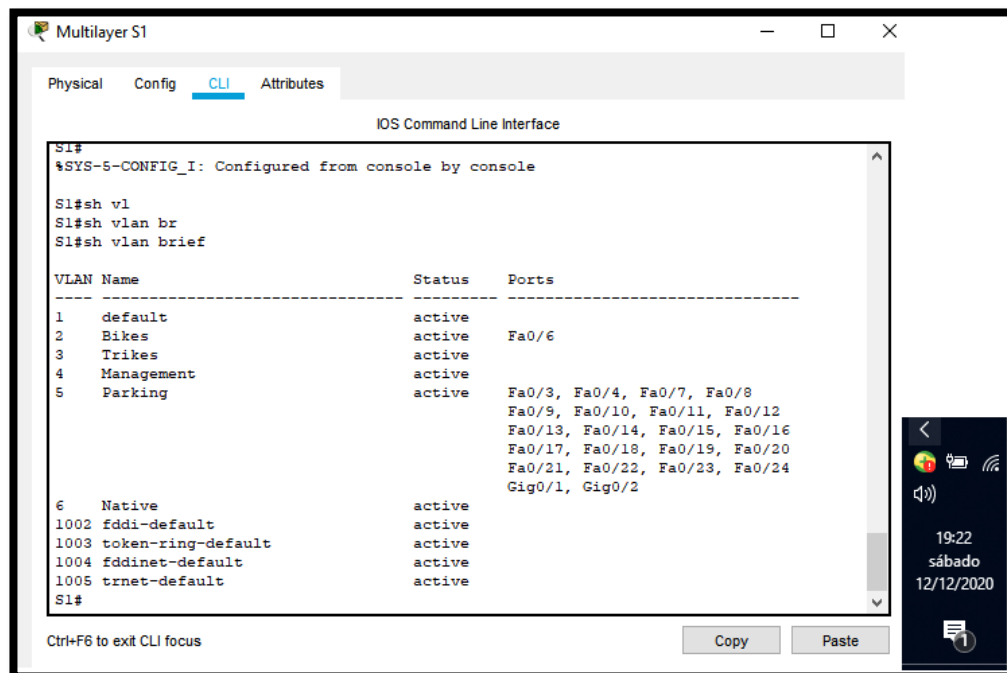 Multilayer S1
Physical Config CLI Attributes
IOS Command Line Interface
S1#
%SYS-5-CONFIG_I: Configured from console by console
S1#sh vl
S1#sh vlan br
S1#sh vlan brief
VLAN Name Status Ports
---- -------------------------------- --------- -------------------------------
1 default active
2 Bikes active Fa0/6
3 Trikes active
4 Management active
5 Parking active Fa0/3, Fa0/4, Fa0/7, Fa0/8
Fa0/9, Fa0/10, Fa0/11, Fa0/12
Fa0/13, Fa0/14, Fa0/15, Fa0/16
Fa0/17, Fa0/18, Fa0/19, Fa0/20
Fa0/21, Fa0/22, Fa0/23, Fa0/24
Gig0/1, Gig0/2
6 Native active
1002 fddi-default active
1003 token-ring-default active
1004 fddinet-default active
1005 trnet-default active
S1#
Ctrl+F6 to exit CLI focus
Copy Paste
19:22
sábado
12/12/2020
1